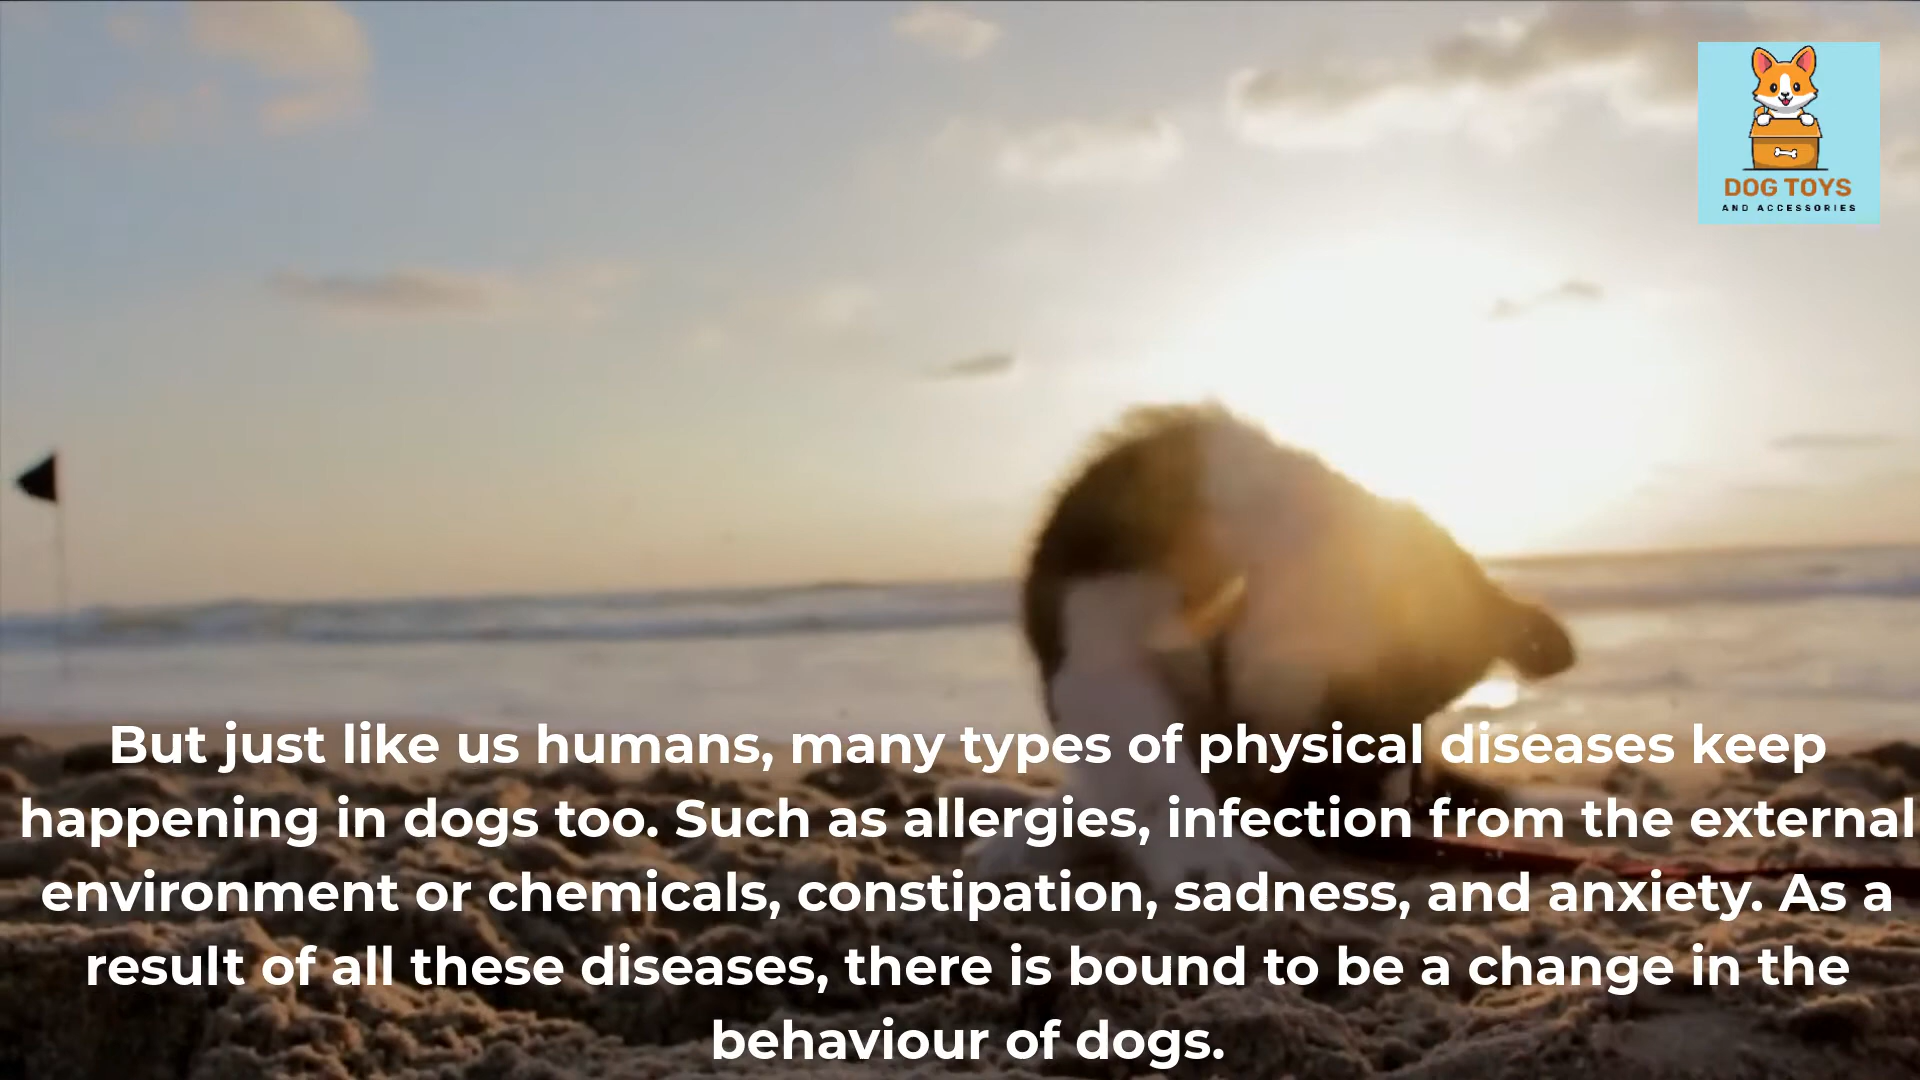 DOG TOYS
AND ACCESSORIES
But just like us humans, many types of physical diseases keep
happening in dogs too. Such as allergies, infection from the external
environment or chemicals, constipation, sadness, and anxiety. As a
result of all these diseases, there is bound to be a change in the
behaviour of dogs.